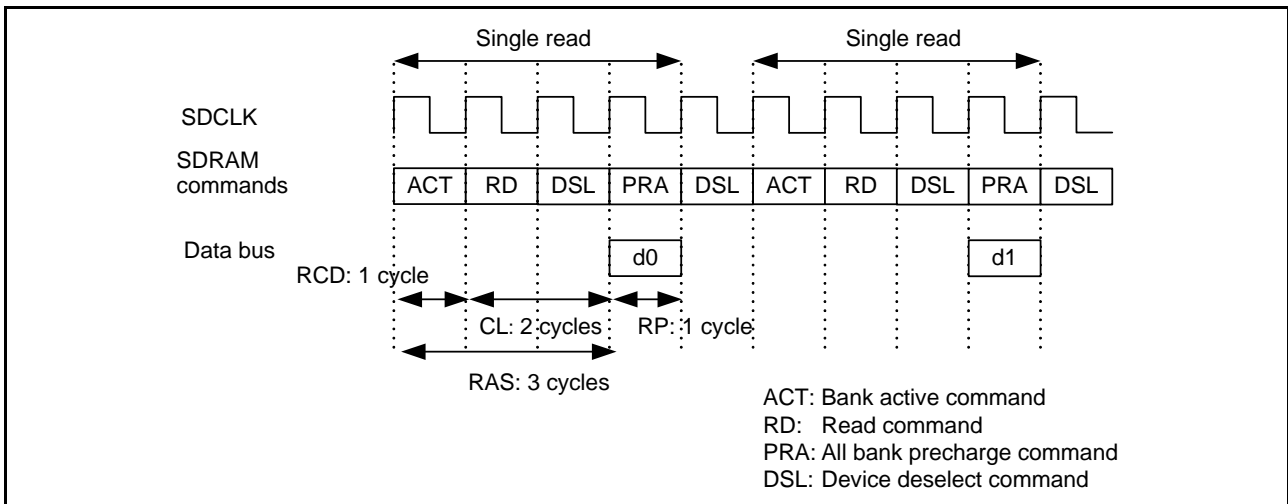 Single read Single read
SDCLK
SDRAM
commands
ACT RD DSL PRA DSL ACT RD DSL PRA DSL
Data bus
d0 d1
RCD: 1 cycle
CL: 2 cycles RP: 1 cycle
RAS: 3 cycles
ACT: Bank active command
RD: Read command
PRA: All bank precharge command
DSL: Device deselect command